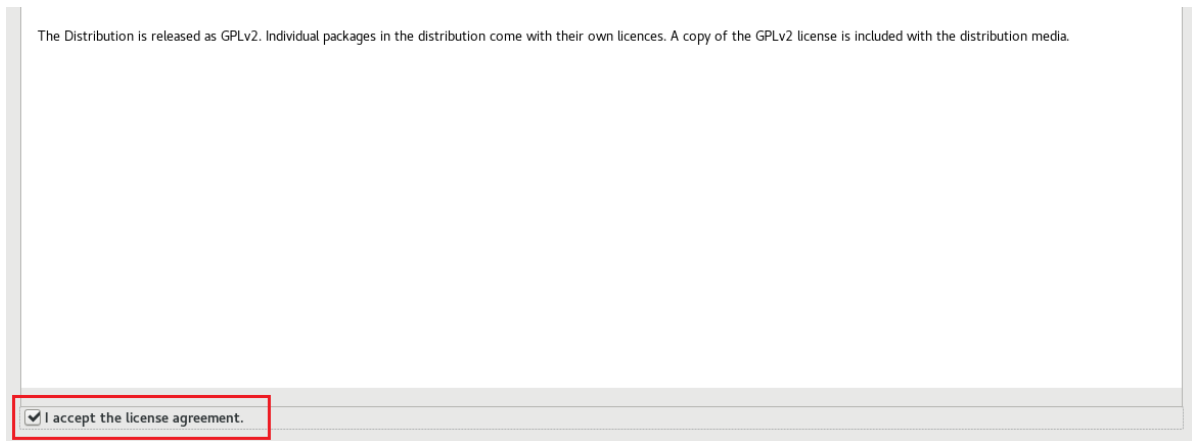 The Distribution is released as GPLv2. Individual packages in the distribution come with their own licences. A copy of the GPLv2 license is included with the distribution media.
I accept the license agreement.